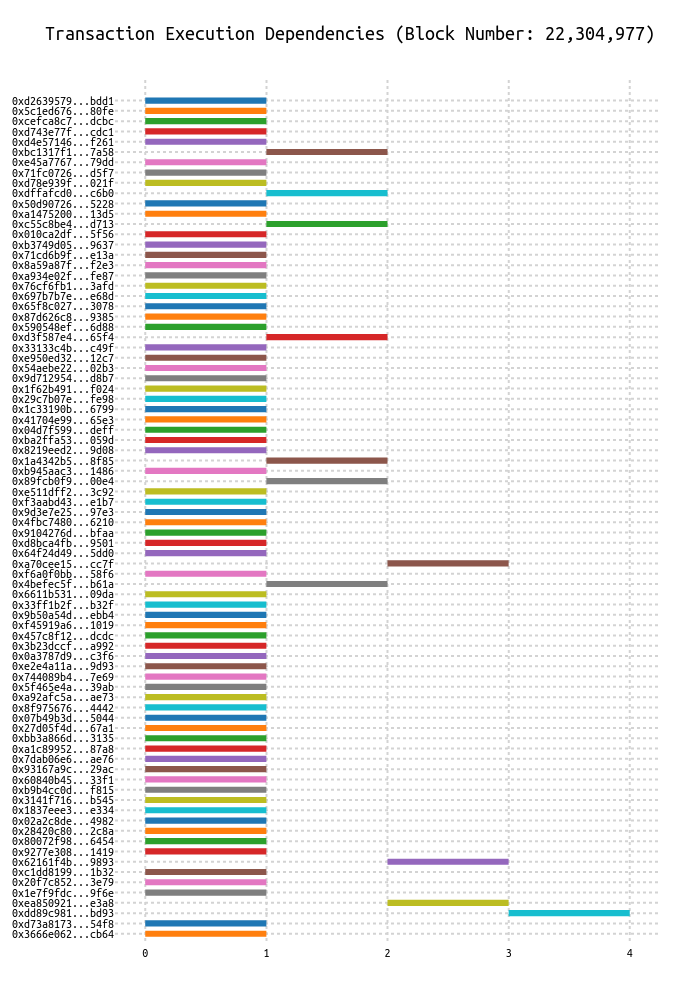 Transaction Execution Dependencies (Block Number: 22,304,977)
0xd2639579...bdd1
0x5c1ed676...80fe
0xcefca8c7...dcbc
0xd743e77f...cdc1
0xd4e57146...f261
0xbc1317f1...7a58
0xe45a7767...79dd
0x71fc0726...d5f7
0xd78e939f...021f
0xdffafcd0...c6b0
0x50d90726...5228
0xa1475200...13d5
0xc55c8be4...d713
0x010ca2df...5f56
0xb3749d05...9637
0x71cd6b9f...e13a
0x8a59a87f...f2e3
0xa934e02f...fe87
0x76cf6fb1...3afd
0x697b7b7e...e68d
0x65f8c027...3078
0x87d626c8...9385
0x590548ef...6d88
0xd3f587e4...65f4
0x33133c4b...c49f
0xe950ed32...12c7
0x54aebe22...02b3
0x9d712954...d8b7
0x1f62b491...f024
0x29c7b07e...fe98
0x1c33190b...6799
0x41704e99...65e3
0x04d7f599...deff
0xba2ffa53...059d
0x8219eed2...9d08
0x1a4342b5...8f85
0xb945aac3...1486
0x89fcb0f9...00e4
0xe511dff2...3c92
0xf3aabd43...e1b7
0x9d3e7e25...97e3
0x4fbc7480...6210
0x9104276d...bfaa
0xd8bca4fb...9501
0x64f24d49...5dd0
0xa70cee15...cc7f
0xf6a0f0bb...58f6
0x4befec5f...b61a
0x6611b531...09da
0x33ff1b2f...b32f
0x9b50a54d...ebb4
0xf45919a6...1019
0x457c8f12...dcdc
0x3b23dccf...a992
0x0a3787d9...c3f6
0xe2e4a11a...9d93
0x744089b4...7e69
0x5f465e4a...39ab
0xa92afc5a...ae73
0x8f975676...4442
0x07b49b3d...5044
0x27d05f4d...67a1
0xbb3a866d...3135
0xa1c89952...87a8
0x7dab06e6...ae76
0x93167a9c...29ac
0x60840b45...33f1
0xb9b4cc0d...f815
0x3141f716...b545
0x1837eee3...e334
0x02a2c8de...4982
0x28420c80...2c8a
0x80072f98...6454
0x9277e308...1419
0x62161f4b...9893
0xc1dd8199...1b32
0x20f7c852...3e79
0x1e7f9fdc...9f6e
0xea850921...e3a8
0xdd89c981...bd93
0xd73a8173...54f8
0x3666e062...cb64
0 1 2 3 4